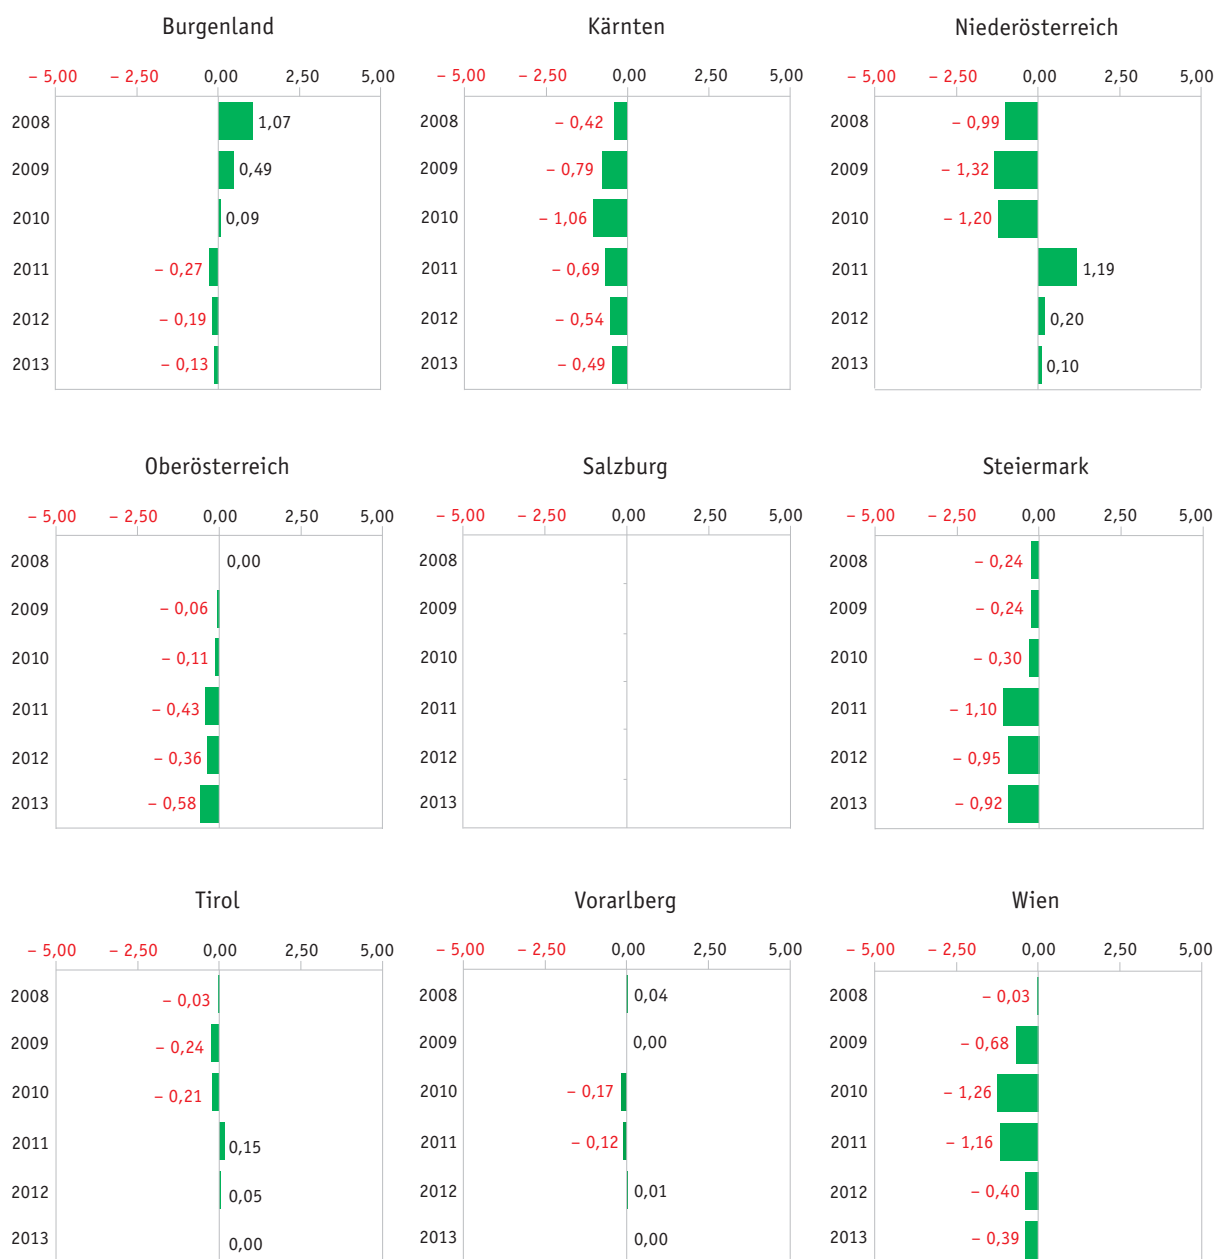 Burgenland Kärnten Niederösterreich
– 5,00 – 2,50 0,00 2,50 5,00 – 5,00 – 2,50 0,00 2,50 5,00 – 5,00 – 2,50 0,00 2,50 5,00
2008 1,07 2008 – 0,42 2008 – 0,99
2009 0,49 2009 – 0,79 2009 – 1,32
2010 0,09 2010 – 1,06 2010 – 1,20
2011 – 0,27 2011 – 0,69 2011 1,19
2012 – 0,19 2012 – 0,54 2012 0,20
2013 – 0,13 2013 – 0,49 2013 0,10
Oberösterreich Salzburg Steiermark
– 5,00 – 2,50 0,00 2,50 5,00 – 5,00 – 2,50 0,00 2,50 5,00 – 5,00 – 2,50 0,00 2,50 5,00
2008 0,00 2008 2008 – 0,24
2009 – 0,06 2009 2009 – 0,24
2010 – 0,11 2010 2010 – 0,30
2011 – 0,43 2011 2011 – 1,10
2012 – 0,36 2012 2012 – 0,95
2013 – 0,58 2013 2013 – 0,92
Tirol Vorarlberg Wien
– 5,00 – 2,50 0,00 2,50 5,00 – 5,00 – 2,50 0,00 2,50 5,00 – 5,00 – 2,50 0,00 2,50 5,00
2008 – 0,03 2008 0,04 2008 – 0,03
2009 – 0,24 2009 0,00 2009 – 0,68
2010 – 0,21 2010 – 0,17 2010 – 1,26
2011 0,15 2011 – 0,12 2011 – 1,16
2012 0,05 2012 0,01 2012 – 0,40
2013 0,00 2013 0,00 2013 – 0,39